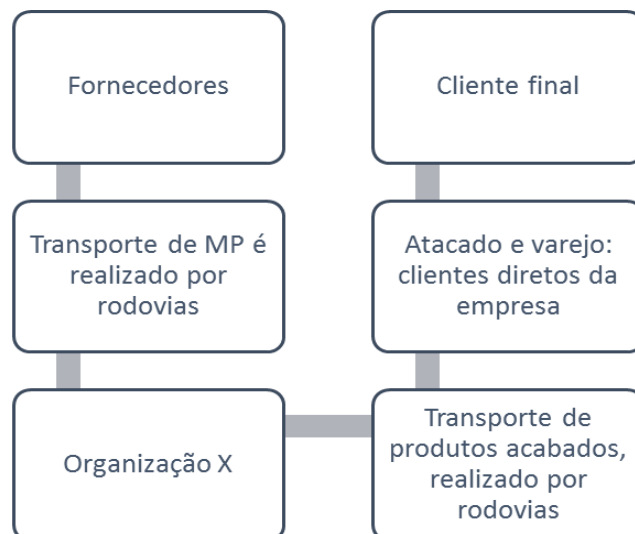 Fornecedores
Transporte de MP é
realizado por
rodovias
Organização X
Transporte de
produtos acabados,
realizado por
rodovias
Atacado e varejo:
clientes diretos da
empresa
Cliente final